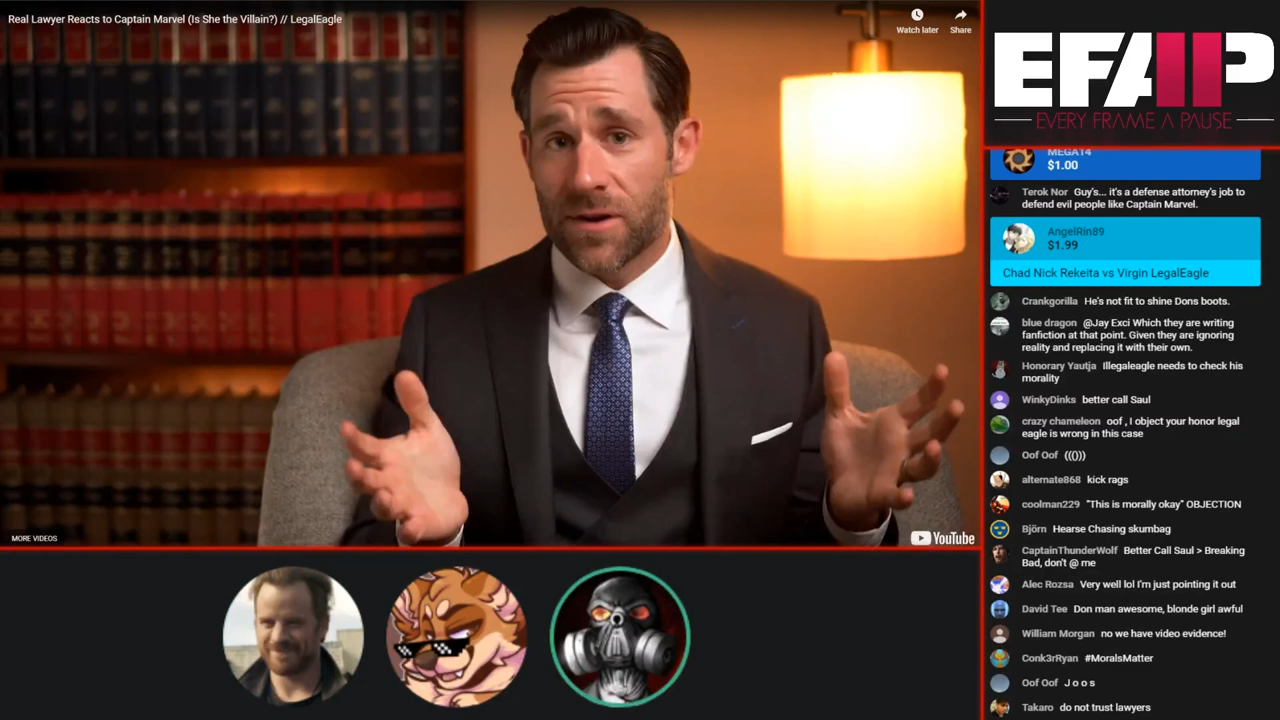 Real Lawyer Reacts to Captain Marvel (Is She the Villain?) // LegalEagle
Watch later
Share
MORE VIDEOS
YouTube
EFAP
EVERY FRAME A PAUSE
MEGA14
$1.00
Terok Nor Guy's... it's a defense attorney's job to
defend evil people like Captain Marvel.
AngelRin89
$1.99
Chad Nick Rekeita vs Virgin LegalEagle
Crankgorilla He's not fit to shine Dons boots.
blue dragon @Jay Exci Which they are writing
fanfiction at that point. Given they are ignoring
reality and replacing it with their own.
Honorary Yautja Illegaleagle needs to check his
morality
WinkyDinks better call Saul
crazy chameleon oof , I object your honor legal
eagle is wrong in this case
Oof Oof ((()))
alternate868 kick rags
coolman229 "This is morally okay" OBJECTION
Björn Hearse Chasing skumbag
CaptainThunderWolf Better Call Saul > Breaking
Bad, don't @ me
Alec Rozsa Very well lol I'm just pointing it out
David Tee Don man awesome, blonde girl awful
William Morgan no we have video evidence!
Conk3rRyan #MoralsMatter
Oof Oof J o o s
Takaro do not trust lawyers